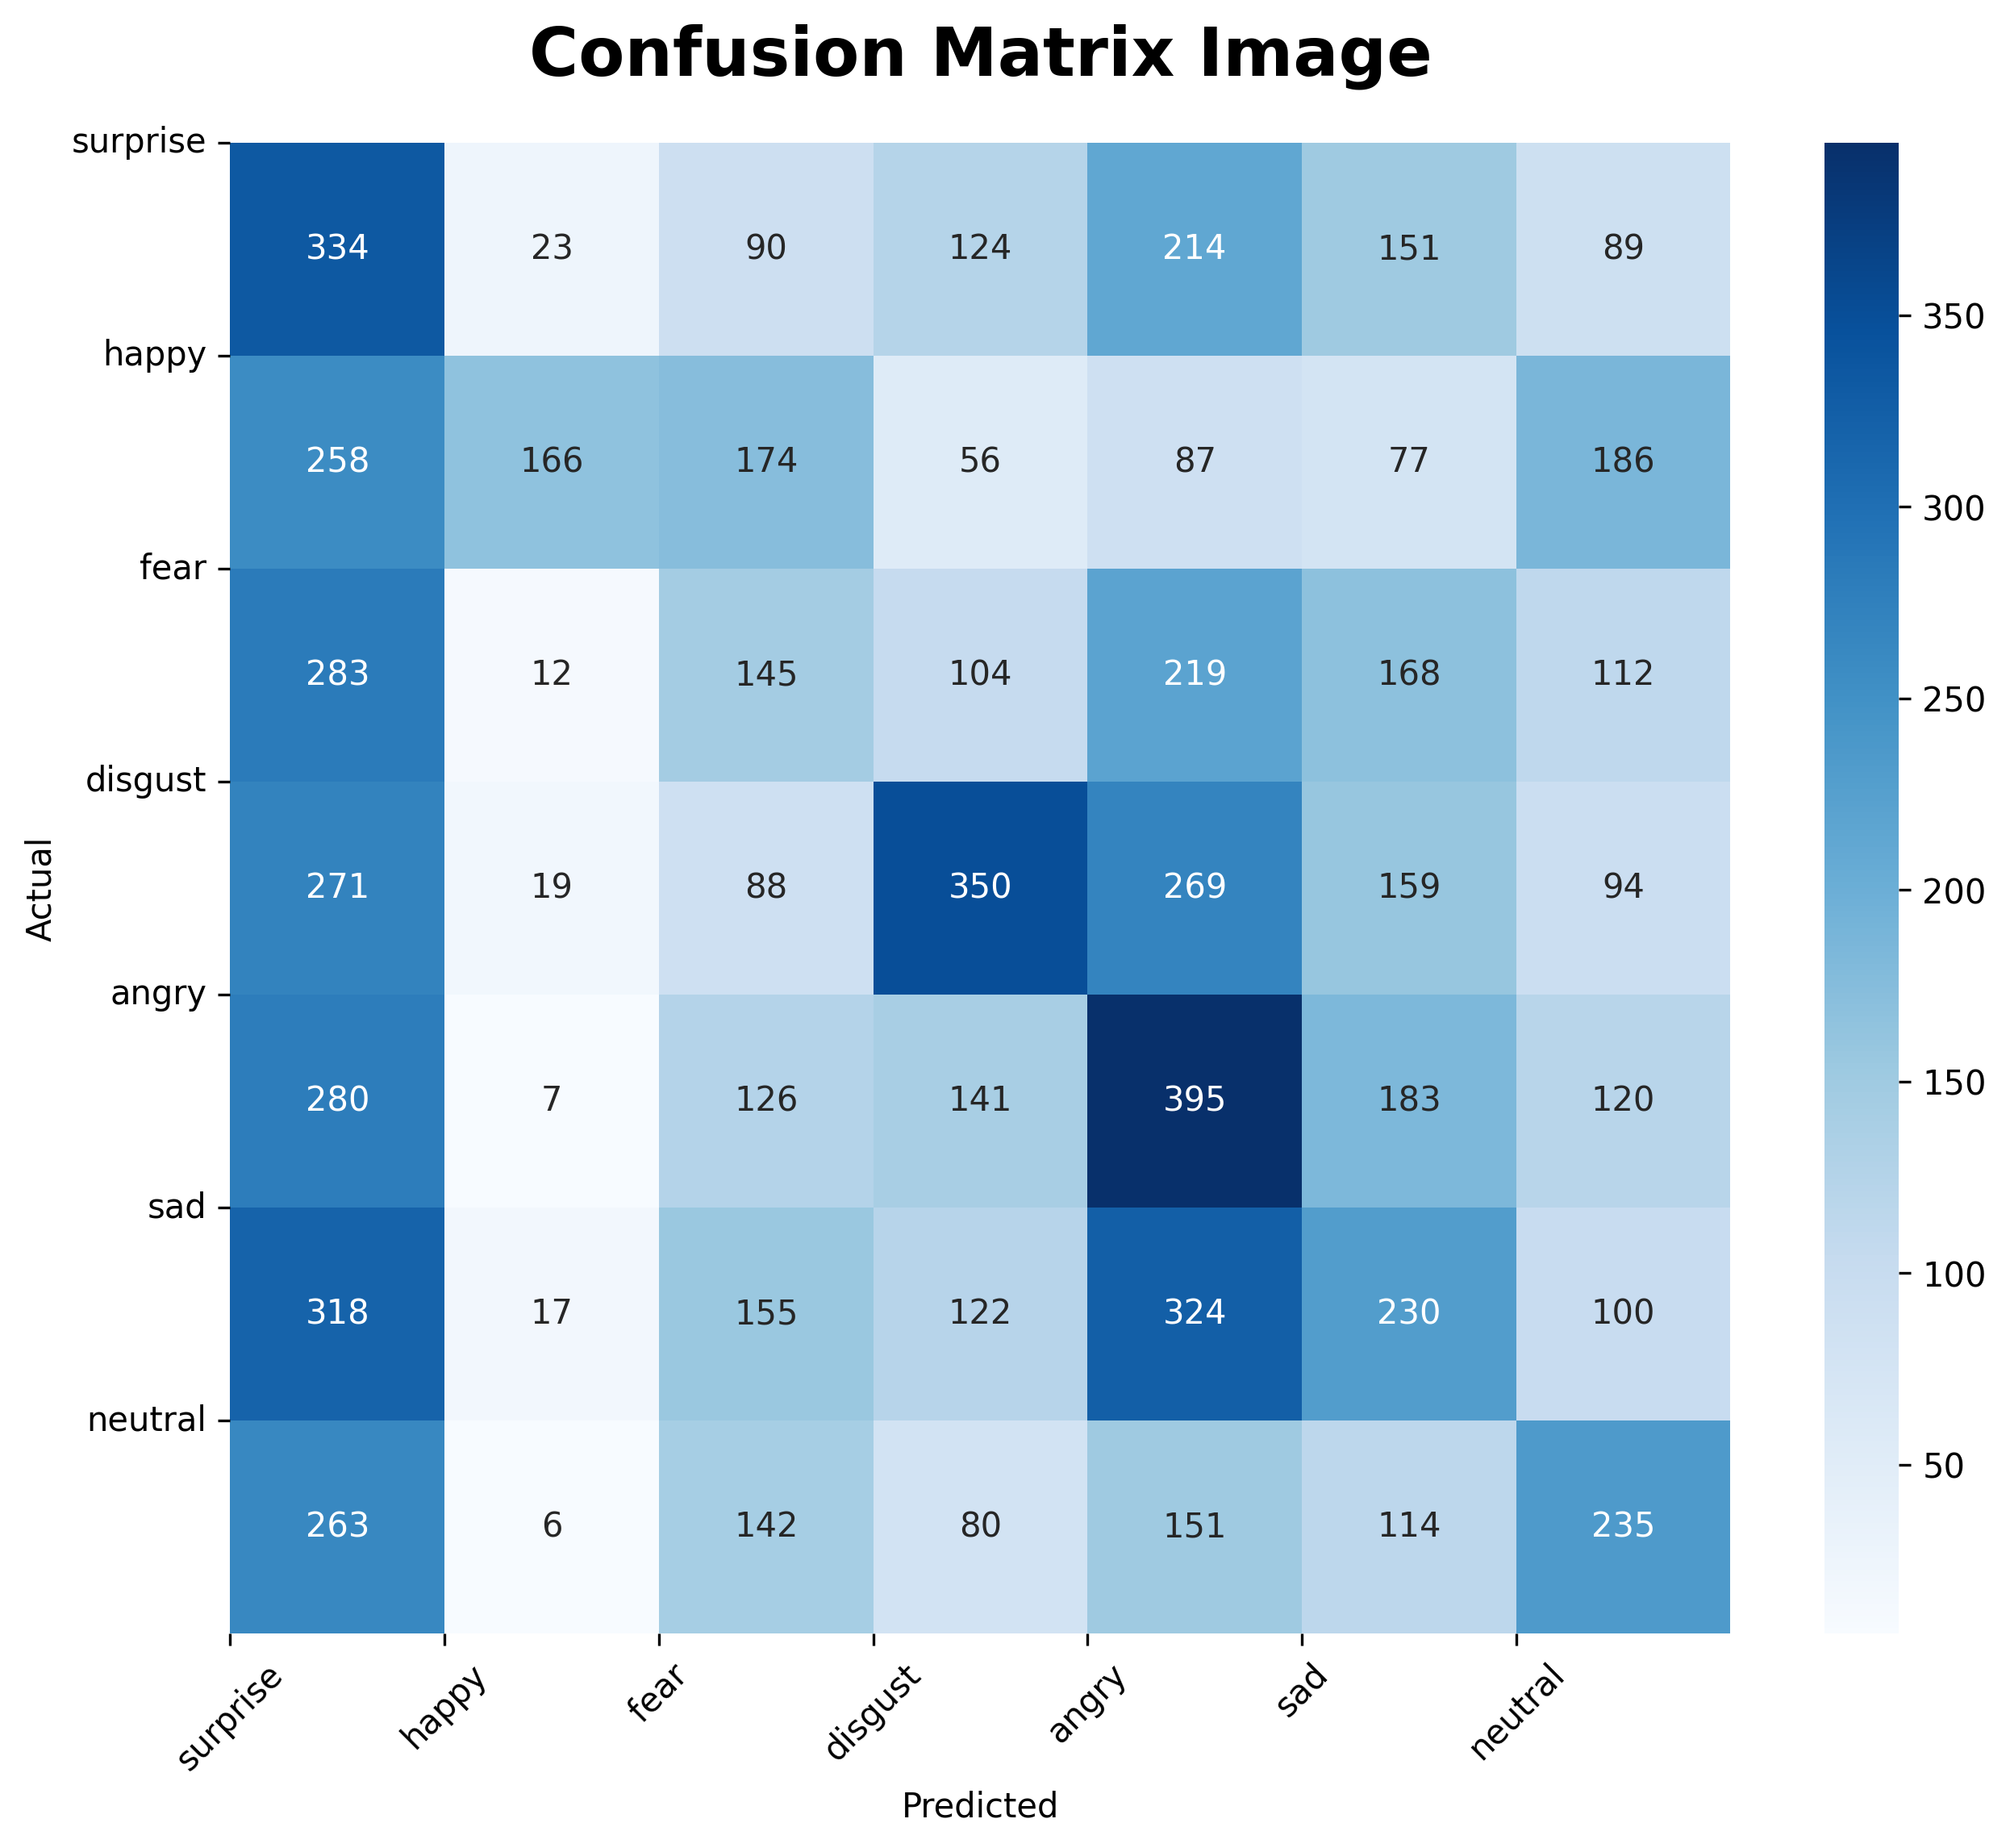 Confusion Matrix Image
surprise
334 23 90 124 214 151 89
happy
258 166 174 56 87 77 186
fear
283 12 145 104 219 168 112
disgust
271 19 88 350 269 159 94
angry
280 7 126 141 395 183 120
sad
318 17 155 122 324 230 100
neutral
263 6 142 80 151 114 235
Actual
surprise happy fear disgust angry sad neutral
Predicted
350
300
250
200
150
100
50